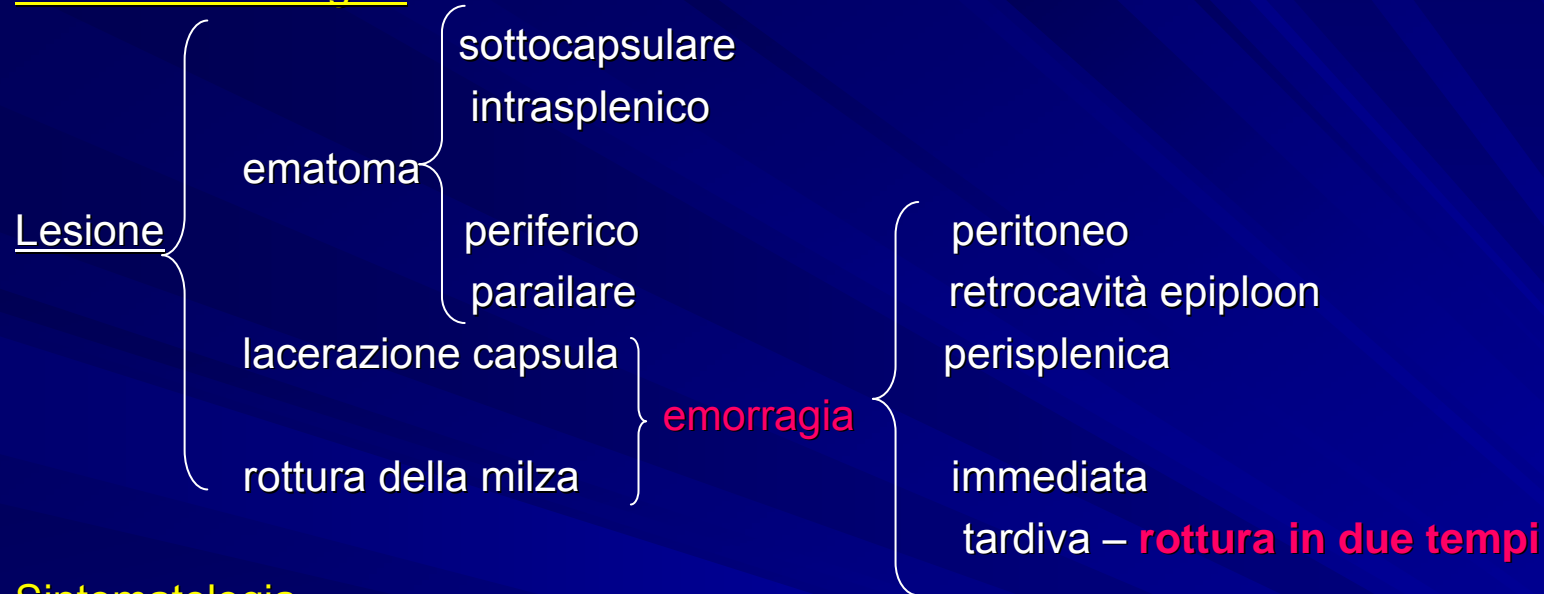 sottocapsulare
intrasplenico
ematoma
Lesione periferico peritoneo
parailare retrocavità epiploon
lacerazione capsula perisplenica
emorragia
rottura della milza immediata
tardiva – rottura in due tempi
Sintomatologia